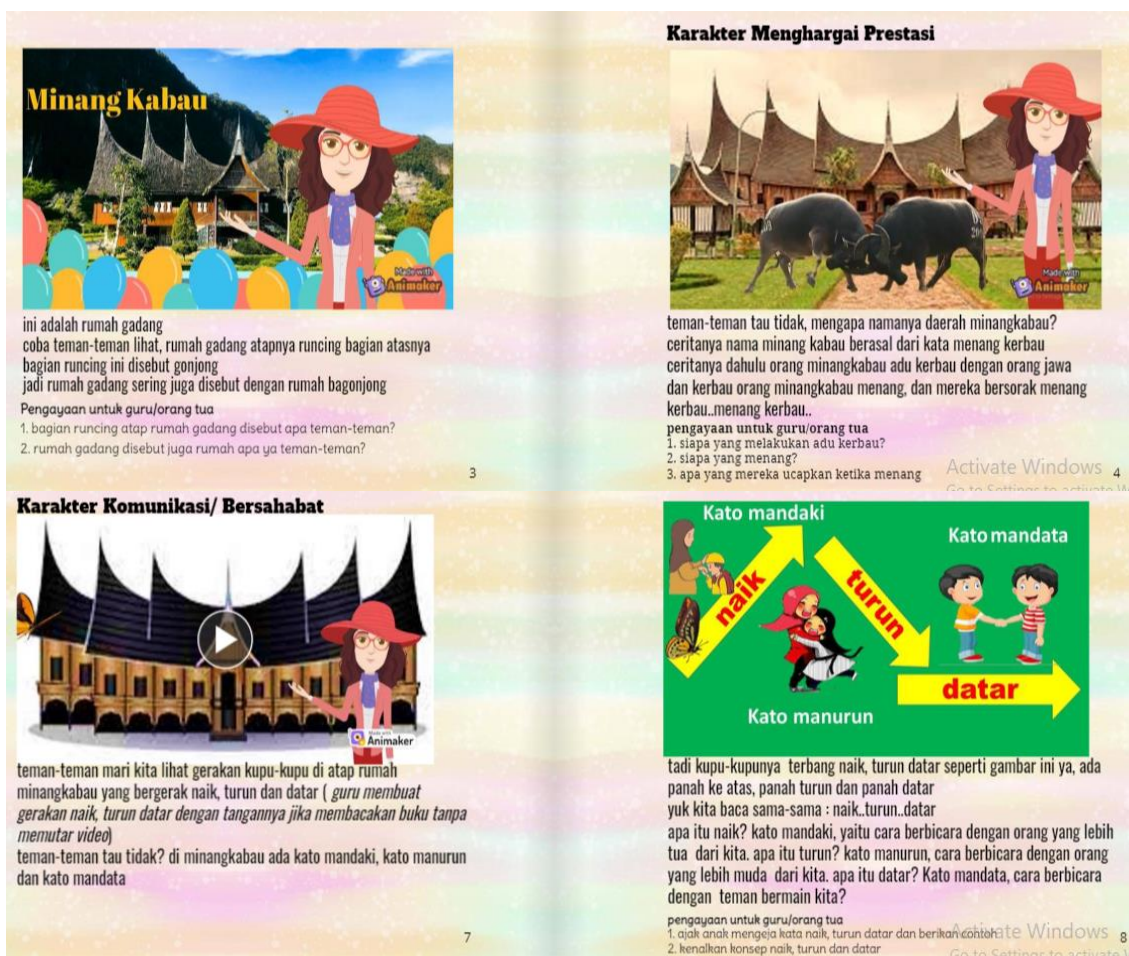 Minang Kabau
Made with
Animaker
ini adalah rumah gadang
coba teman-teman lihat, rumah gadang atapnya runcing bagian atasnya
bagian runcing ini disebut gonjong
jadi rumah gadang sering juga disebut dengan rumah bagonjong
Pengayaan untuk guru/orang tua
1. bagian runcing atap rumah gadang disebut apa teman-teman?
2. rumah gadang disebut juga rumah apa ya teman-teman?
3
Karakter Menghargai Prestasi
Made with
Animaker
teman-teman tau tidak, mengapa namanya daerah minangkabau?
ceritanya nama minang kabau berasal dari kata menang kerbau
ceritanya dahulu orang minangkabau adu kerbau dengan orang jawa
dan kerbau orang minangkabau menang, dan mereka bersorak menang
kerbau..menang kerbau..
pengayaan untuk guru/orang tua
1. siapa yang melakukan adu kerbau?
2. siapa yang menang?
3. apa yang mereka ucapkan ketika menang
Activate Windows
4
Karakter Komunikasi/ Bersahabat
Made with
Animaker
teman-teman mari kita lihat gerakan kupu-kupu di atap rumah
minangkabau yang bergerak naik, turun dan datar ( guru membuat
gerakan naik, turun datar dengan tangannya jika membacakan buku tanpa
memutar video)
teman-teman tau tidak? di minangkabau ada kato mandaki, kato manurun
dan kato mandata
7
Kato mandaki
Kato mandata
naik
turun
datar
Kato manurun
tadi kupu-kupunya terbang naik, turun datar seperti gambar ini ya, ada
panah ke atas, panah turun dan panah datar
yuk kita baca sama-sama : naik..turun..datar
apa itu naik? kato mandaki, yaitu cara berbicara dengan orang yang lebih
tua dari kita. apa itu turun? kato manurun, cara berbicara dengan orang
yang lebih muda dari kita. apa itu datar? Kato mandata, cara berbicara
dengan teman bermain kita?
pengayaan untuk guru/orang tua
1. ajak anak mengeja kata naik, turun datar dan berikan contoh
2. kenalkan konsep naik, turun dan datar
Activate Windows
8